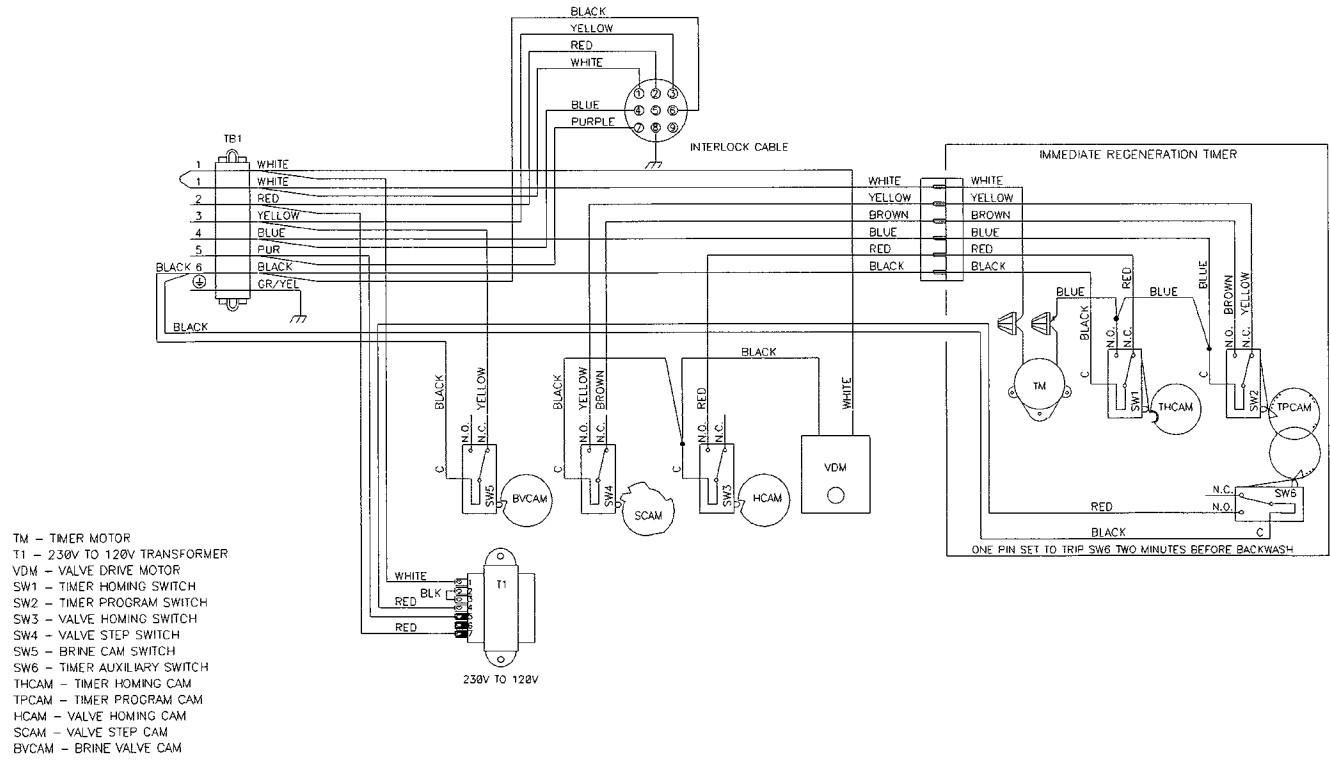 BLACK
YELLOW
RED
WHITE
1 2 3
BLUE
4 5 6
PURPLE
7 8 9
INTERLOCK CABLE
TB1
1 WHITE
1 WHITE
2 RED
3 YELLOW
4 BLUE
5 PUR
BLACK 6 BLACK
GR/YEL
BLACK
IMMEDIATE REGENERATION TIMER
WHITE WHITE
YELLOW YELLOW
BROWN BROWN
BLUE BLUE
RED RED
BLACK BLACK
BLUE
BLACK
RED
BLUE
BLUE
BROWN
YELLOW
N.O.
N.C.
C
SW1
TM
THCAM
N.O.
N.C.
C
SW2
TPCAM
N.C.
N.O.
SW6
C
RED
BLACK
ONE PIN SET TO TRIP SW6 TWO MINUTES BEFORE BACKWASH
BLACK
YELLOW
N.O.
N.C.
C
SW5
BVCAM
YELLOW
BROWN
N.O.
N.C.
C
SW4
SCAM
BLACK
RED
N.O.
N.C.
C
SW3
HCAM
WHITE
VDM
WHITE
BLK
RED
RED
T1
230V TO 120V
TM – TIMER MOTOR
T1 – 230V TO 120V TRANSFORMER
VDM – VALVE DRIVE MOTOR
SW1 – TIMER HOMING SWITCH
SW2 – TIMER PROGRAM SWITCH
SW3 – VALVE HOMING SWITCH
SW4 – VALVE STEP SWITCH
SW5 – BRINE CAM SWITCH
SW6 – TIMER AUXILIARY SWITCH
THCAM – TIMER HOMING CAM
TPCAM – TIMER PROGRAM CAM
HCAM – VALVE HOMING CAM
SCAM – VALVE STEP CAM
BVCAM – BRINE VALVE CAM